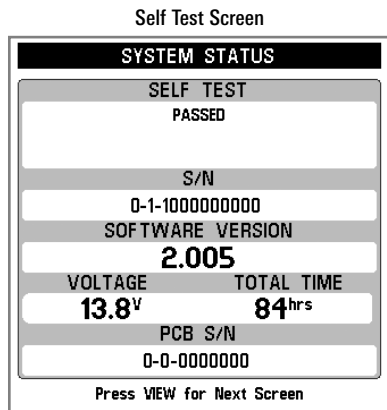 Self Test Screen
SYSTEM STATUS
SELF TEST
PASSED
S/N
0-1-1000000000
SOFTWARE VERSION
2.005
VOLTAGE TOTAL TIME
13.8V 84hrs
PCB S/N
0-0-0000000
Press VIEW for Next Screen